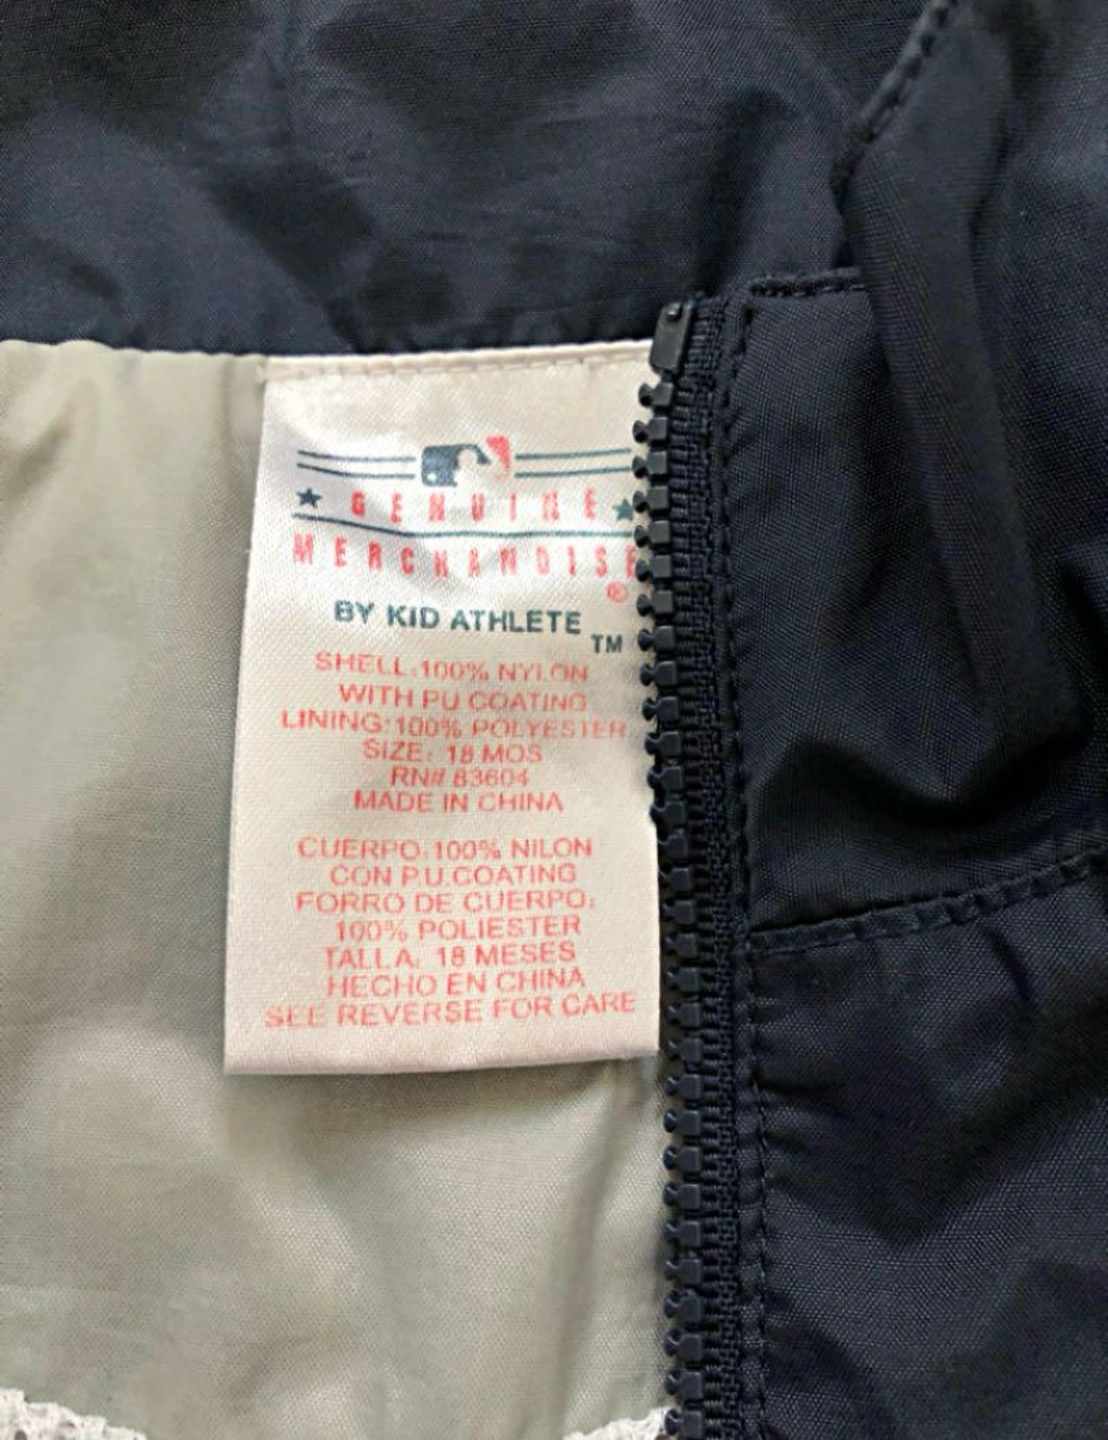 GENUINE
MERCHANDISE
®
BY KID ATHLETE
TM
SHELL:100% NYLON
WITH PU COATING
LINING:100% POLYESTER
SIZE: 18 MOS
RN# 83604
MADE IN CHINA
CUERPO:100% NILON
CON P.U.COATING
FORRO DE CUERPO:
100% POLIESTER
TALLA: 18 MESES
HECHO EN CHINA
SEE REVERSE FOR CARE